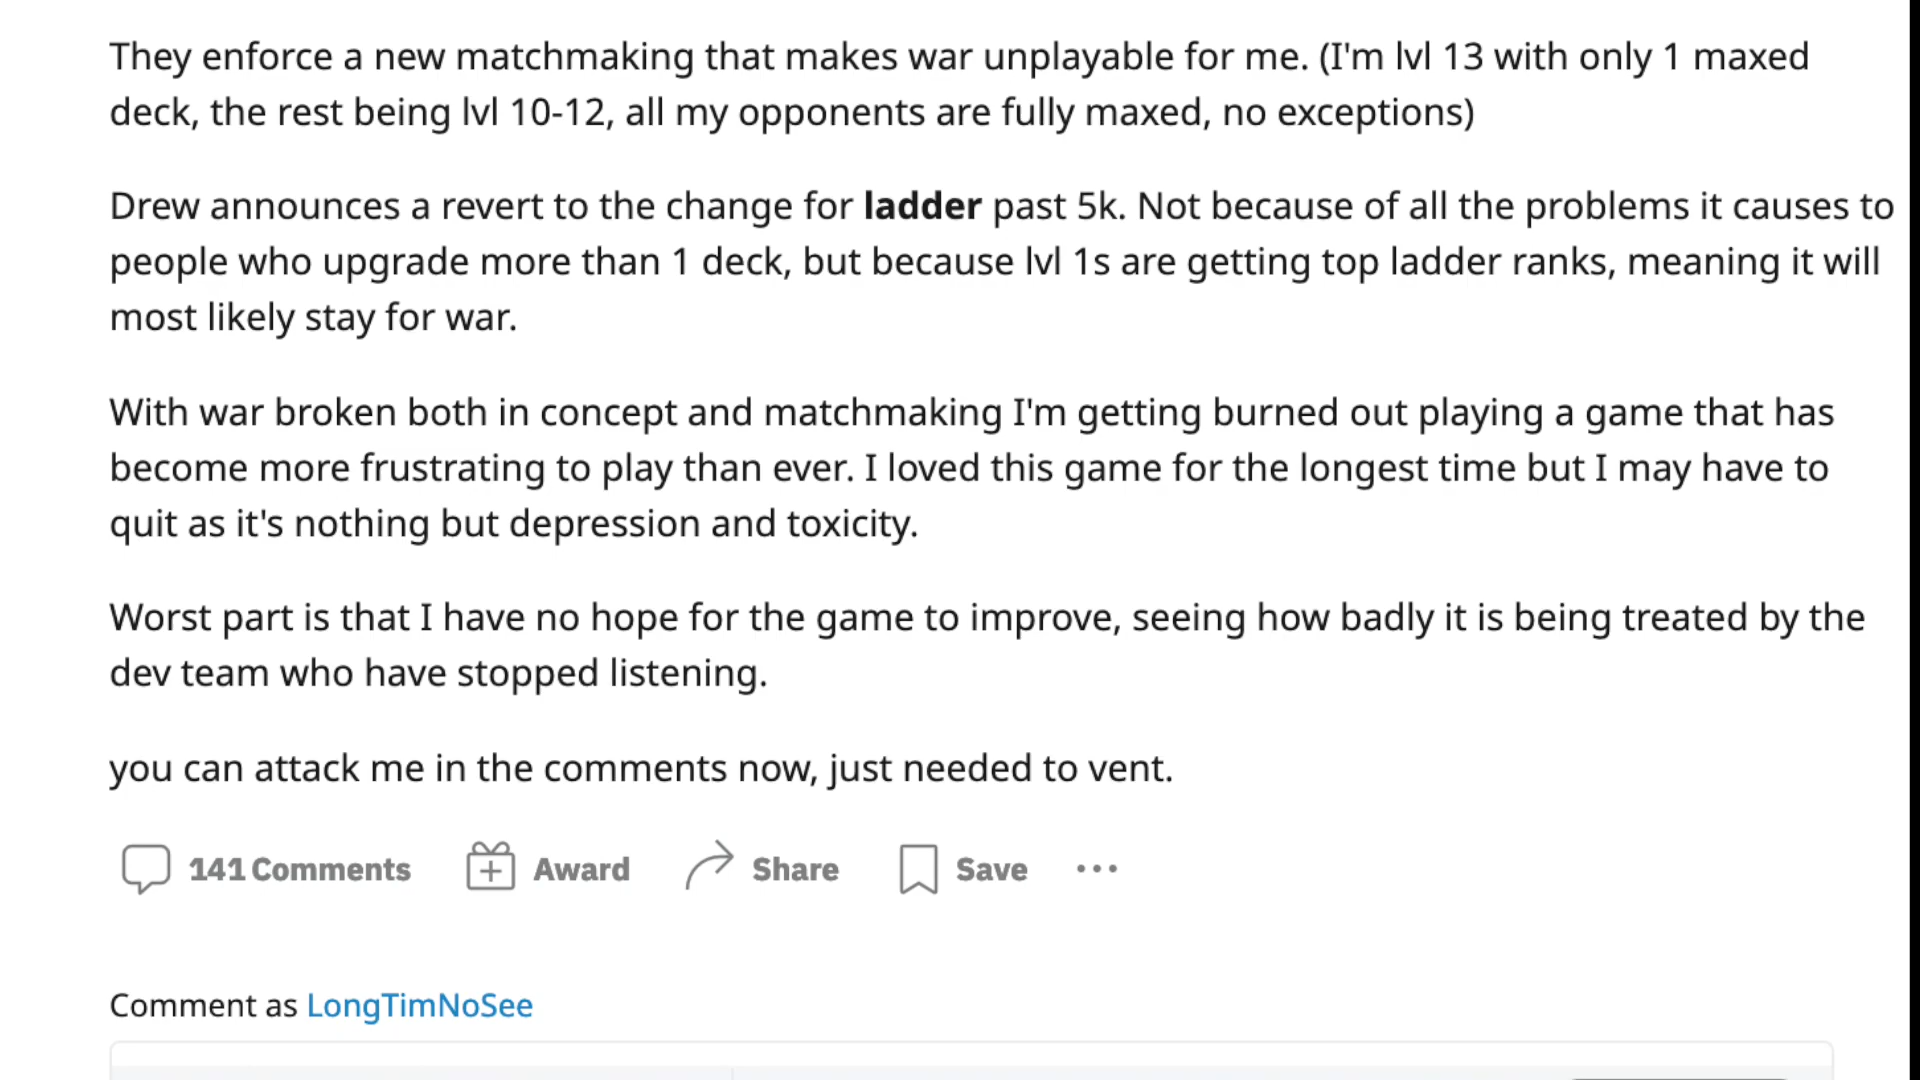 They enforce a new matchmaking that makes war unplayable for me. (I'm lvl 13 with only 1 maxed
deck, the rest being lvl 10-12, all my opponents are fully maxed, no exceptions)
Drew announces a revert to the change for ladder past 5k. Not because of all the problems it causes to
people who upgrade more than 1 deck, but because lvl 1s are getting top ladder ranks, meaning it will
most likely stay for war.
With war broken both in concept and matchmaking I'm getting burned out playing a game that has
become more frustrating to play than ever. I loved this game for the longest time but I may have to
quit as it's nothing but depression and toxicity.
Worst part is that I have no hope for the game to improve, seeing how badly it is being treated by the
dev team who have stopped listening.
you can attack me in the comments now, just needed to vent.
141 Comments Award Share Save ···
Comment as LongTimNoSee